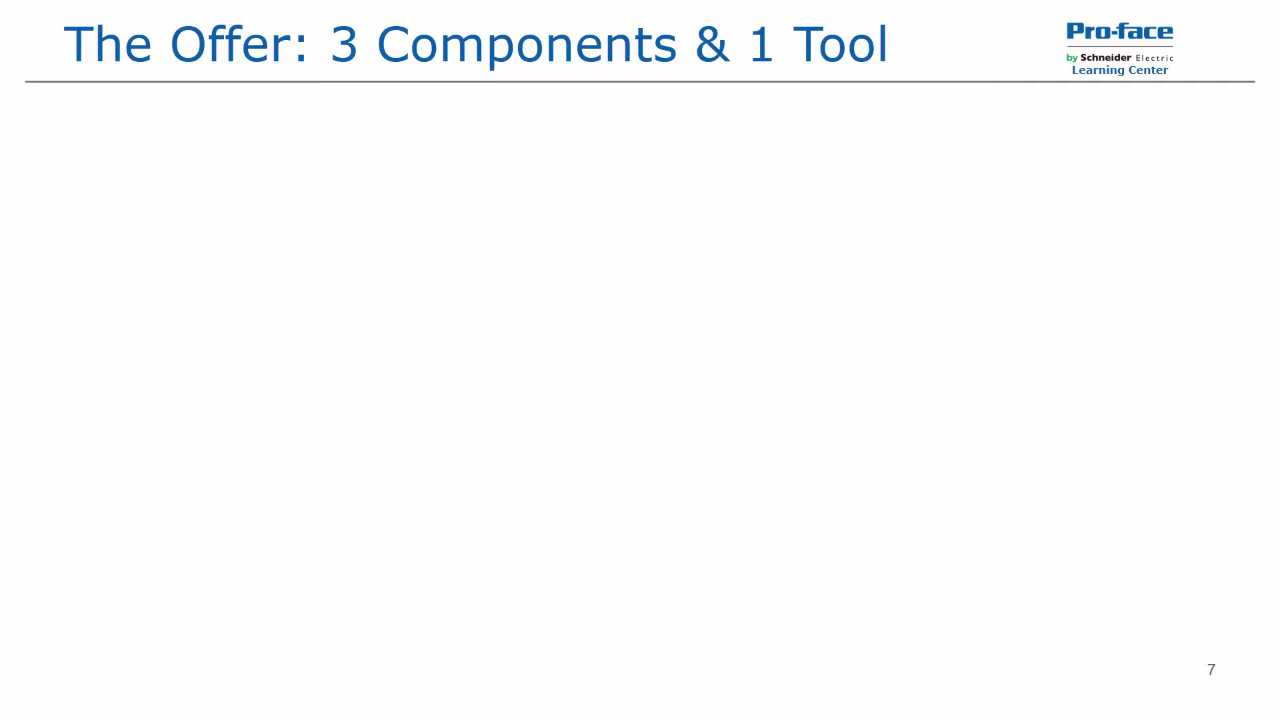 The Offer: 3 Components & 1 Tool
Pro-face
by Schneider Electric
Learning Center
7